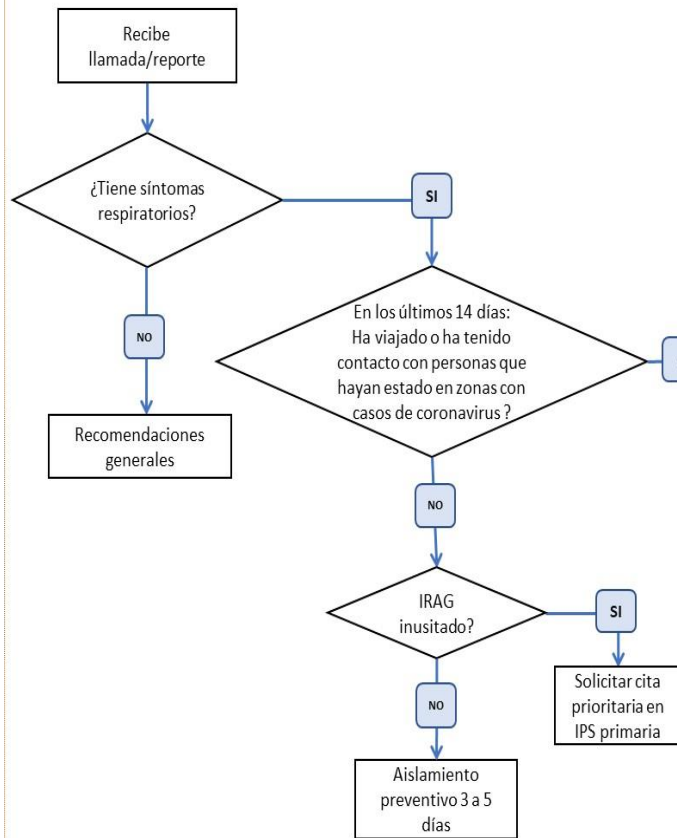 Recibe
llamada/reporte
¿Tiene síntomas
respiratorios?
SI
NO
Recomendaciones
generales
En los últimos 14 días:
Ha viajado o ha tenido
contacto con personas que
hayan estado en zonas con
casos de coronavirus ?
NO
IRAG
inusitado?
SI
Solicitar cita
prioritaria en
IPS primaria
NO
Aislamiento
preventivo 3 a 5
días